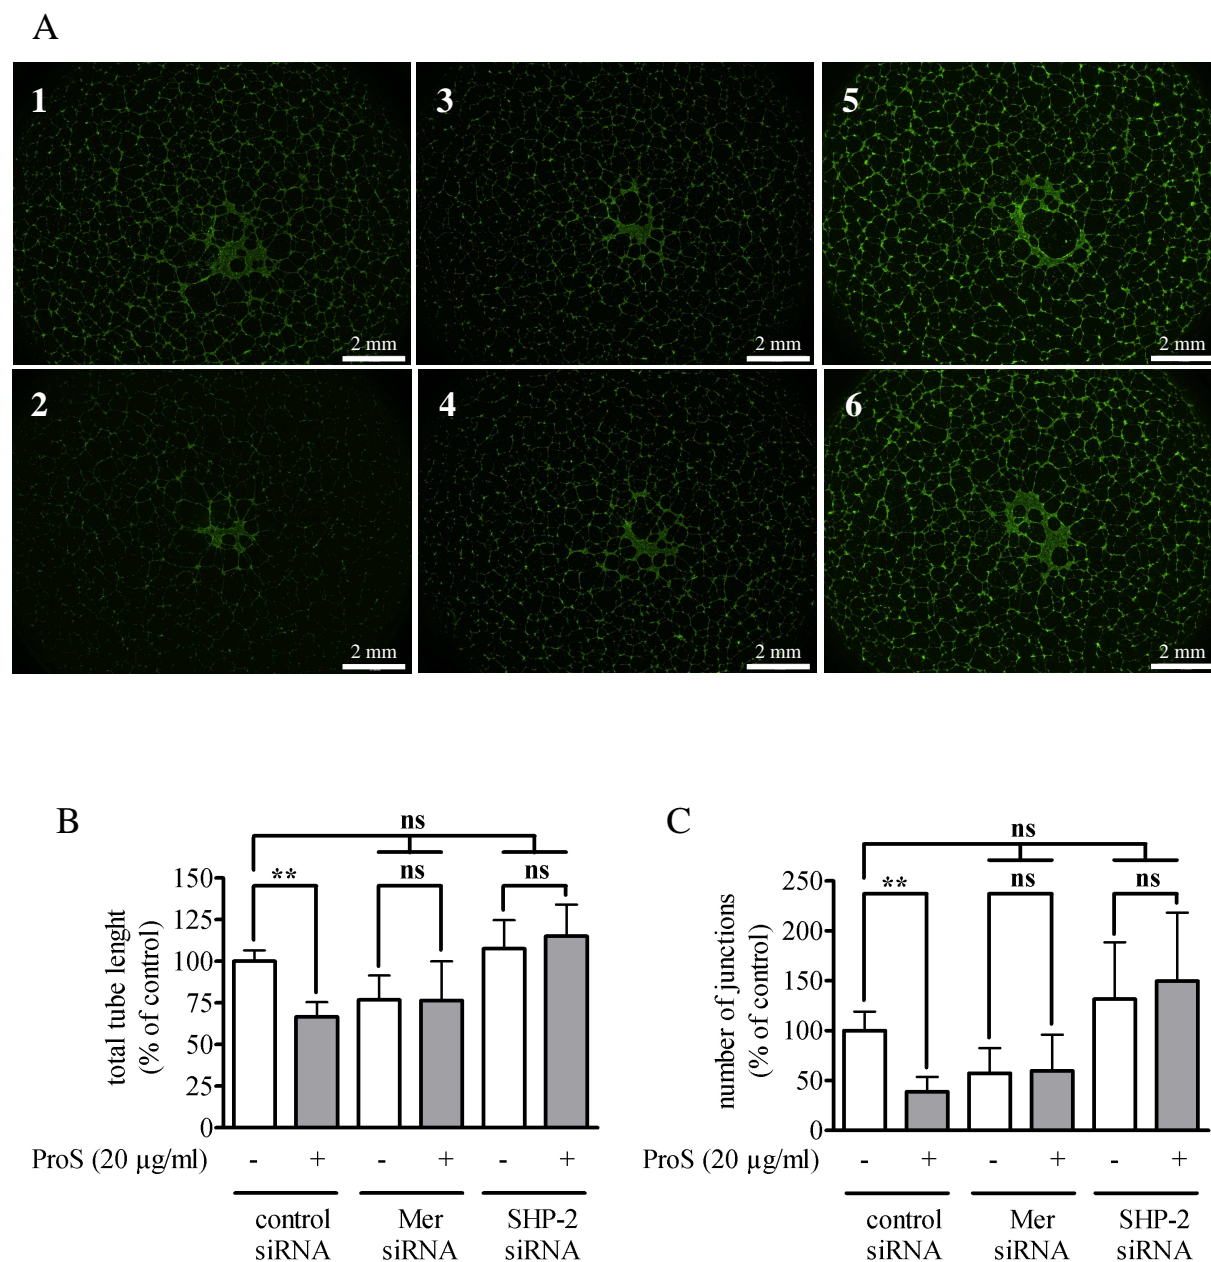 A
1
3
5
2 mm
2 mm
2 mm
2
4
6
2 mm
2 mm
2 mm
B
ns
**
ns
ns
150
125
100
75
50
25
0
total tube lenght
(% of control)
ProS (20 µg/ml)
-
+
-
+
-
+
control
siRNA
Mer
siRNA
SHP-2
siRNA
C
ns
**
ns
ns
250
200
150
100
50
0
number of junctions
(% of control)
ProS (20 µg/ml)
-
+
-
+
-
+
control
siRNA
Mer
siRNA
SHP-2
siRNA